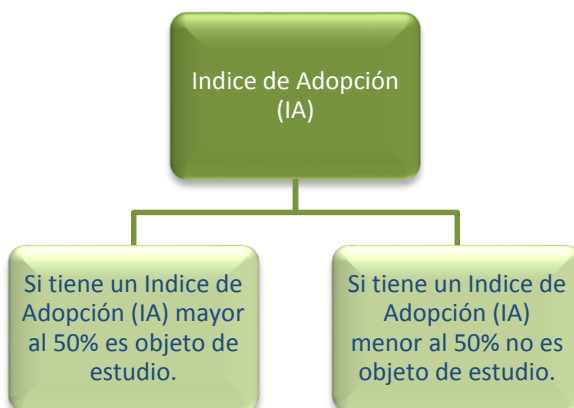 Indice de Adopción
(IA)
Si tiene un Indice de
Adopción (IA) mayor
al 50% es objeto de
estudio.
Si tiene un Indice de
Adopción (IA)
menor al 50% no es
objeto de estudio.